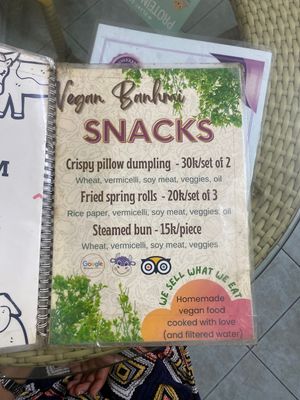 Vegan Banhmi
SNACKS
Crispy pillow dumpling - 30k/set of 2
Wheat, vermicelli, soy meat, veggies, oil
Fried spring rolls - 20k/set of 3
Rice paper, vermicelli, soy meat, veggies, oil
Steamed bun - 15k/piece
Wheat, vermicelli, soy meat, veggies
Google
WE SELL WHAT WE EAT
Homemade
vegan food
cooked with love
(and filtered water)
M
PROTEIN